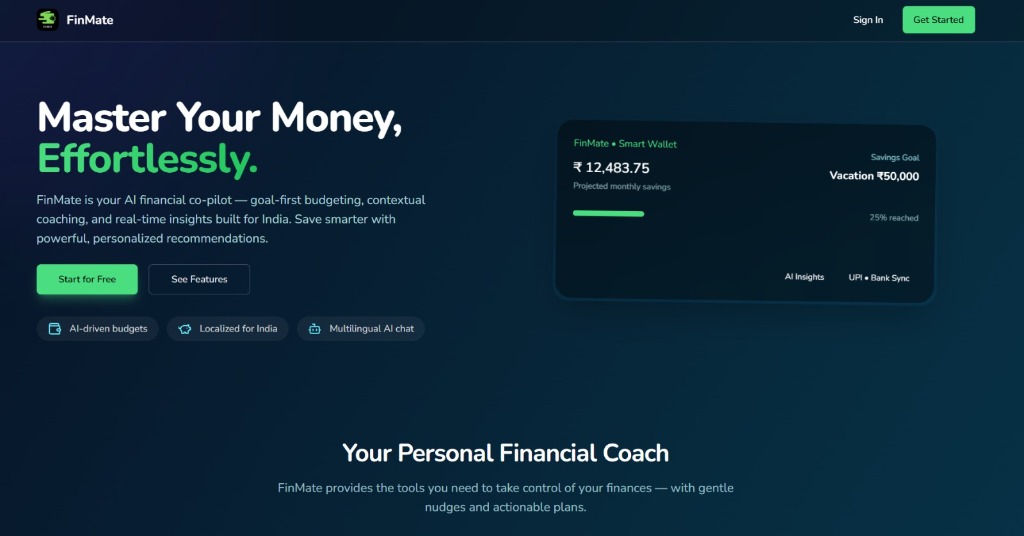 FinMate
Sign In
Get Started
Master Your Money,
Effortlessly.
FinMate is your AI financial co-pilot — goal-first budgeting, contextual
coaching, and real-time insights built for India. Save smarter with
powerful, personalized recommendations.
Start for Free
See Features
AI-driven budgets
Localized for India
Multilingual AI chat
FinMate • Smart Wallet
₹ 12,483.75
Projected monthly savings
Savings Goal
Vacation ₹50,000
25% reached
AI Insights
UPI • Bank Sync
Your Personal Financial Coach
FinMate provides the tools you need to take control of your finances — with gentle
nudges and actionable plans.